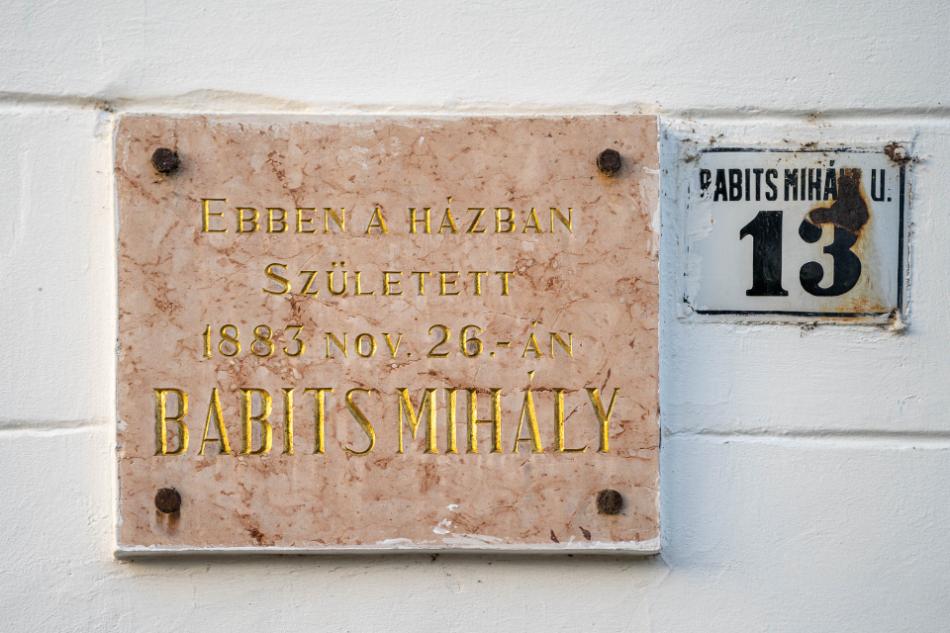 EBBEN A HÁZBAN
SZÜLETETT
1883 NOV. 26.-ÁN
BABITS MIHÁLY
BABITS MIHÁLY U.
13